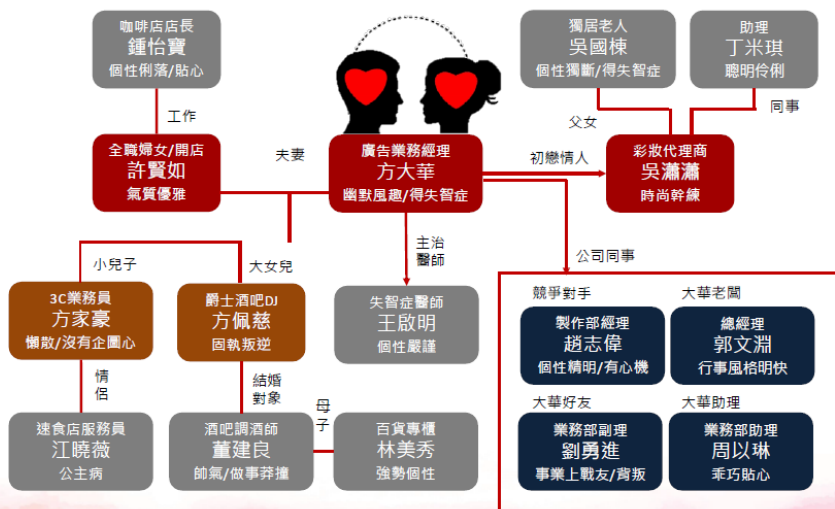 咖啡店店長
鍾怡寶
個性俐落/貼心
獨居老人
吳國棟
個性獨斷/得失智症
助理
丁米琪
聰明伶俐
工作
父女
同事
全職婦女/開店
許賢如
氣質優雅
夫妻
廣告業務經理
方大華
幽默風趣/得失智症
初戀情人
彩妝代理商
吳瀟瀟
時尚幹練
小兒子
大女兒
主治
醫師
公司同事
3C業務員
方家豪
懶散/沒有企圖心
爵士酒吧DJ
方佩慈
固執叛逆
失智症醫師
王啟明
個性嚴謹
競爭對手
製作部經理
趙志偉
個性精明/有心機
大華老闆
總經理
郭文淵
行事風格明快
情
侶
結婚
對象
母
子
速食店服務員
江曉薇
公主病
酒吧調酒師
董建良
帥氣/做事莽撞
百貨專櫃
林美秀
強勢個性
大華好友
業務部副理
劉勇進
事業上戰友/背叛
大華助理
業務部助理
周以琳
乖巧貼心